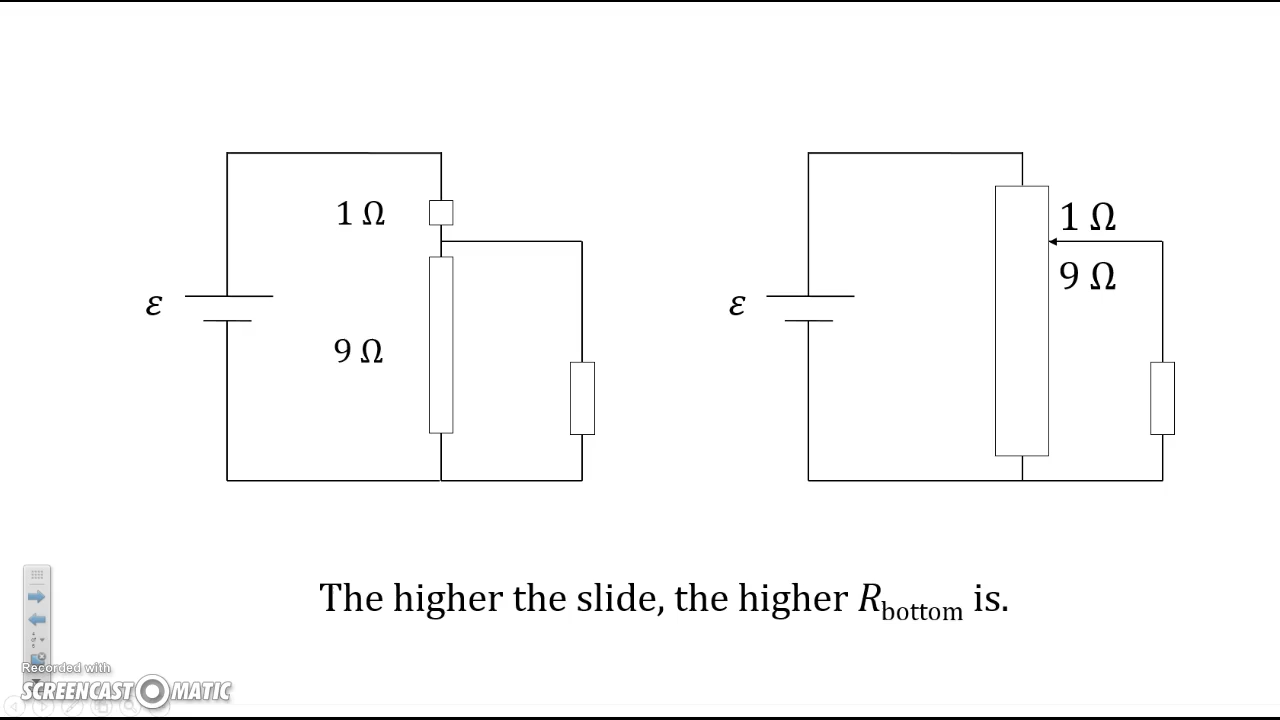 1 Ω
ε
9 Ω
ε
1 Ω
9 Ω
The higher the slide, the higher R_bottom is.
Recorded with
SCREENCAST MATIC